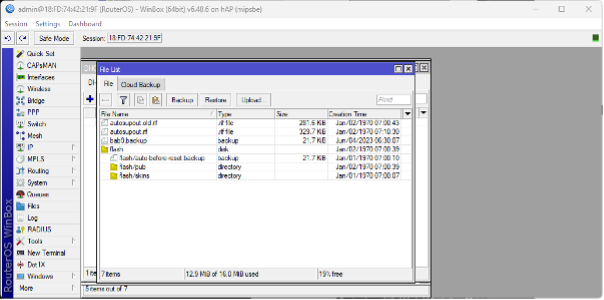 admin@18:FD:74:42:21:9F (RouterOS) - WinBox (64bit) v6.48.6 on hAP (mipsbe)
Session Settings Dashboard
Safe Mode Session: 18:FD:74:42:21:9F
Quick Set
CAPsMAN
Interfaces
Wireless
Bridge
PPP
Switch
Mesh
IP
MPLS
Routing
System
Queues
Files
Log
RADIUS
Tools
New Terminal
Dot1X
Windows
More
RouterOS WinBox
File List
File Cloud Backup
Backup Restore Upload... Find
File Name Type Size Creation Time
autosupout.old.rif .rif file 281.6 KiB Jan/02/1970 07:00:43
autosupout.rif .rif file 329.7 KiB Jan/02/1970 07:10:30
bab9.backup backup 21.7 KiB Jun/04/2023 06:30:07
flash disk Jan/02/1970 07:00:39
flash/auto-before-reset.backup backup 21.7 KiB Jan/01/1970 07:00:10
flash/pub directory Jan/02/1970 07:00:39
flash/skins directory Jan/01/1970 07:00:07
7 items 12.9 MiB of 16.0 MiB used 19% free
5 items out of 7